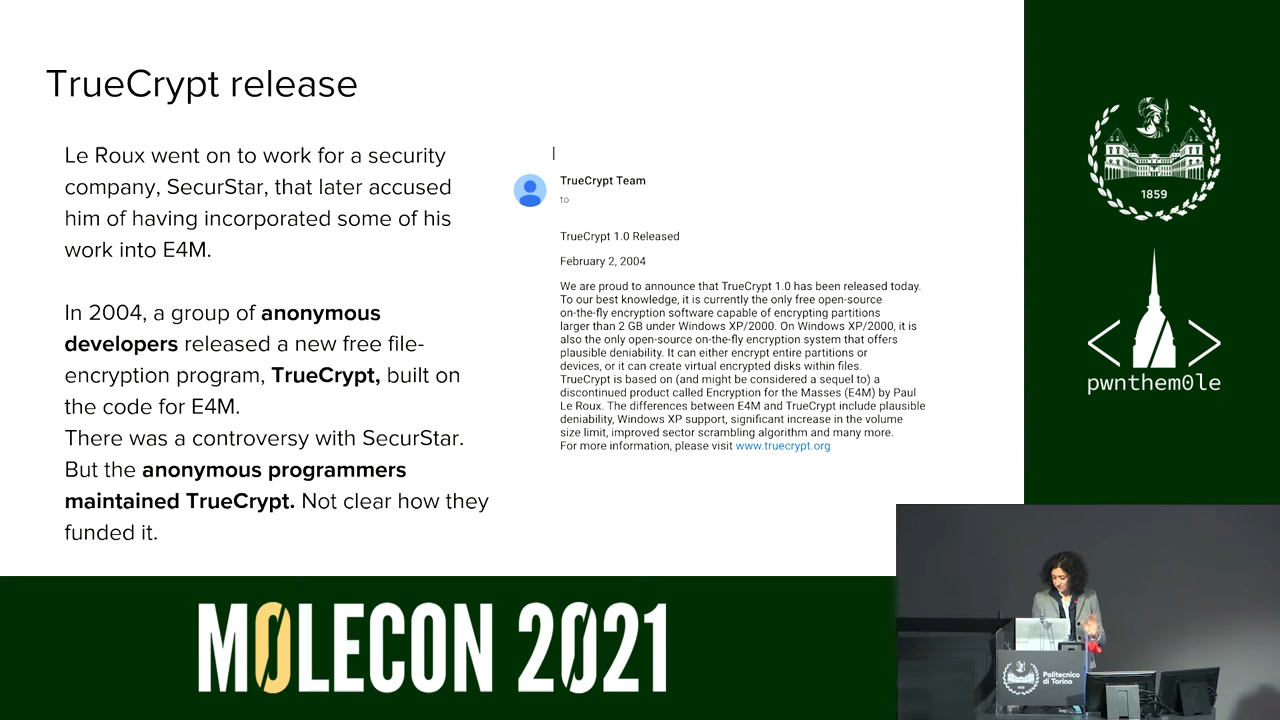 TrueCrypt release
Le Roux went on to work for a security
company, SecurStar, that later accused
him of having incorporated some of his
work into E4M.
In 2004, a group of anonymous
developers released a new free file-
encryption program, TrueCrypt, built on
the code for E4M.
There was a controversy with SecurStar.
But the anonymous programmers
maintained TrueCrypt. Not clear how they
funded it.
TrueCrypt Team
to
TrueCrypt 1.0 Released
February 2, 2004
We are proud to announce that TrueCrypt 1.0 has been released today.
To our best knowledge, it is currently the only free open-source
on-the-fly encryption software capable of encrypting partitions
larger than 2 GB under Windows XP/2000. On Windows XP/2000, it is
also the only open-source on-the-fly encryption system that offers
plausible deniability. It can either encrypt entire partitions or
devices, or it can create virtual encrypted disks within files.
TrueCrypt is based on (and might be considered a sequel to) a
discontinued product called Encryption for the Masses (E4M) by Paul
Le Roux. The differences between E4M and TrueCrypt include plausible
deniability, Windows XP support, significant increase in the volume
size limit, improved sector scrambling algorithm and many more.
For more information, please visit www.truecrypt.org
1859
pwnthem0le
MØLECON 2021
Politecnico
di Torino